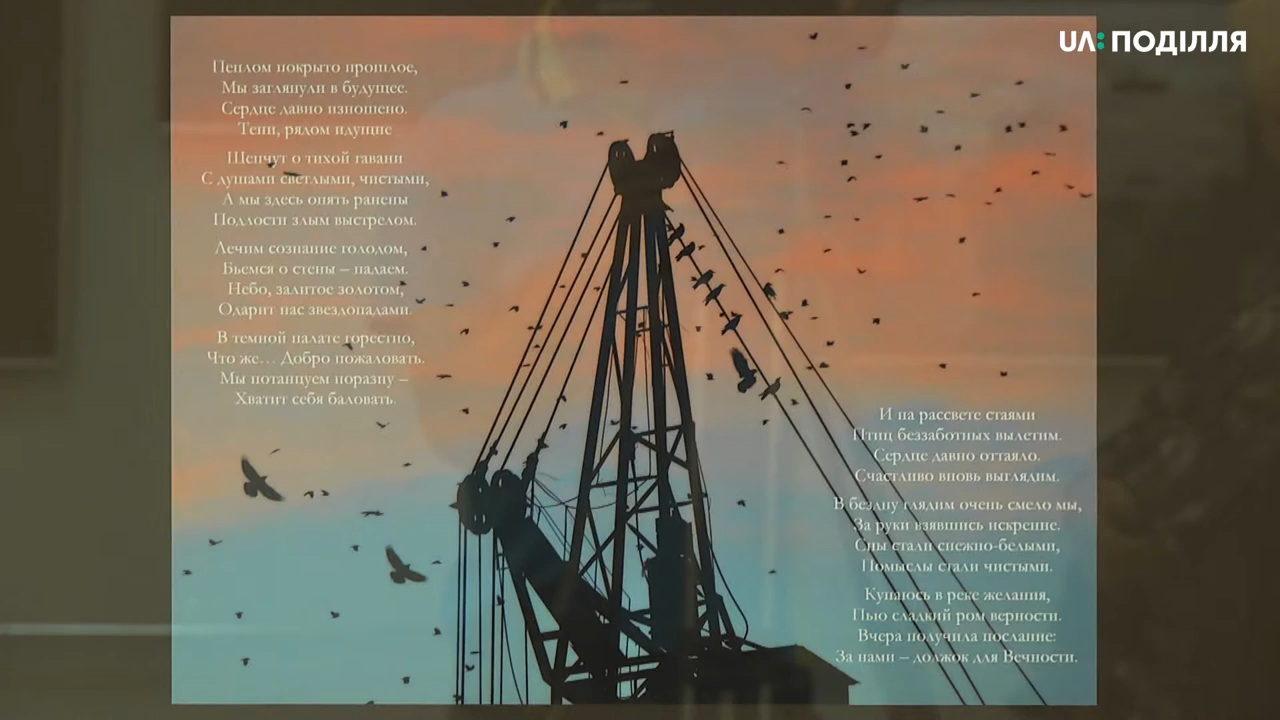 UA: ПОДІЛЛЯ
Пеплом покрыто прошлое,
Мы заглянули в будущее.
Сердце давно изношено.
Тени, рядом идущие
Шепчут о тихой гавани
С душами светлыми, чистыми,
А мы здесь опять ранены
Подлости злым выстрелом.
Лечим сознание голодом,
Бьемся о стены – падаем.
Небо, залитое золотом,
Одарит нас звездопадами.
В темной палате горестно,
Что же… Добро пожаловать.
Мы потанцуем поразну –
Хватит себя баловать.
И на рассвете стаями
Птиц беззаботных вылетим.
Сердце давно оттаяло.
Счастливо вновь выглядим.
В бездну глядим очень смело мы,
За руки взявшись искренне.
Сны стали снежно-белыми,
Помыслы стали чистыми.
Купаюсь в реке желания,
Пью сладкий ром верности.
Вчера получила послание:
За нами – должок для Вечности.